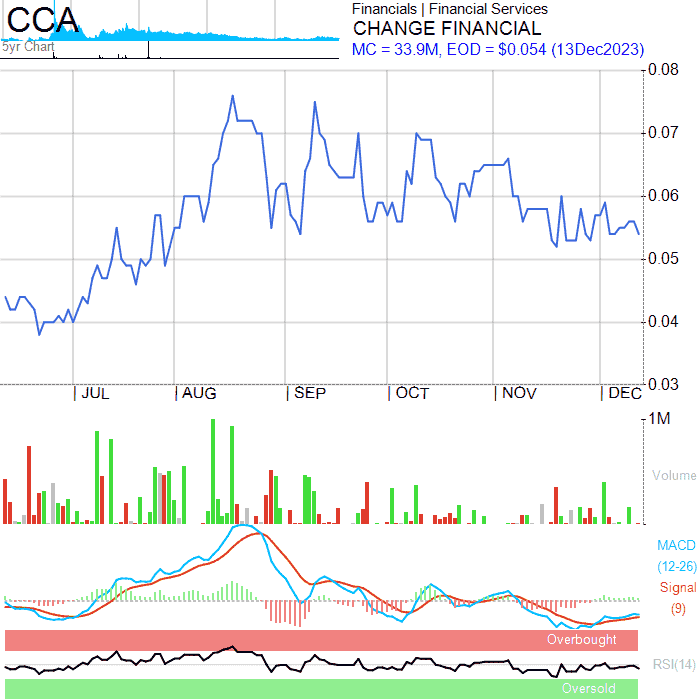 CCA
5yr Chart
Financials | Financial Services
CHANGE FINANCIAL
MC = 33.9M, EOD = $0.054 (13Dec2023)
0.08
0.07
0.06
0.05
0.04
0.03
JUL AUG SEP OCT NOV DEC
1M
Volume
MACD
(12-26)
Signal
(9)
Overbought
RSI(14)
Oversold